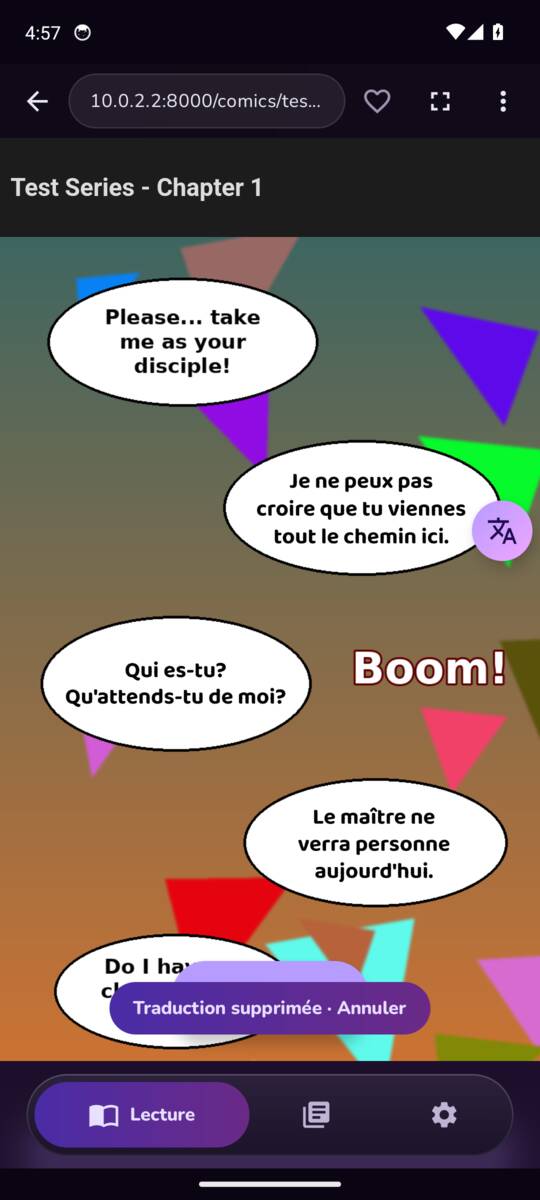 4:57
10.0.2.2:8000/comics/tes...
Test Series - Chapter 1
Please... take
me as your
disciple!
Je ne peux pas
croire que tu viennes
tout le chemin ici.
Qui es-tu?
Qu'attends-tu de moi?
Boom!
Le maître ne
verra personne
aujourd'hui.
Do I
Traduction supprimée · Annuler
Lecture